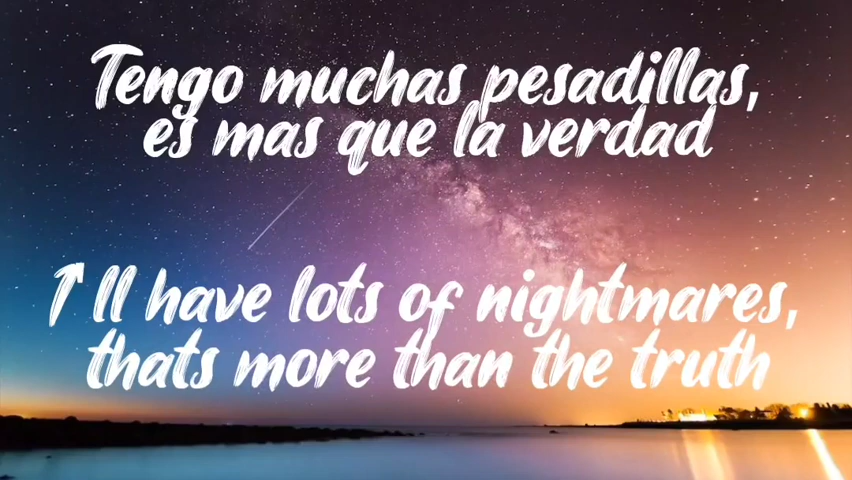 Tengo muchas pesadillas,
es mas que la verdad
I'll have lots of nightmares,
thats more than the truth